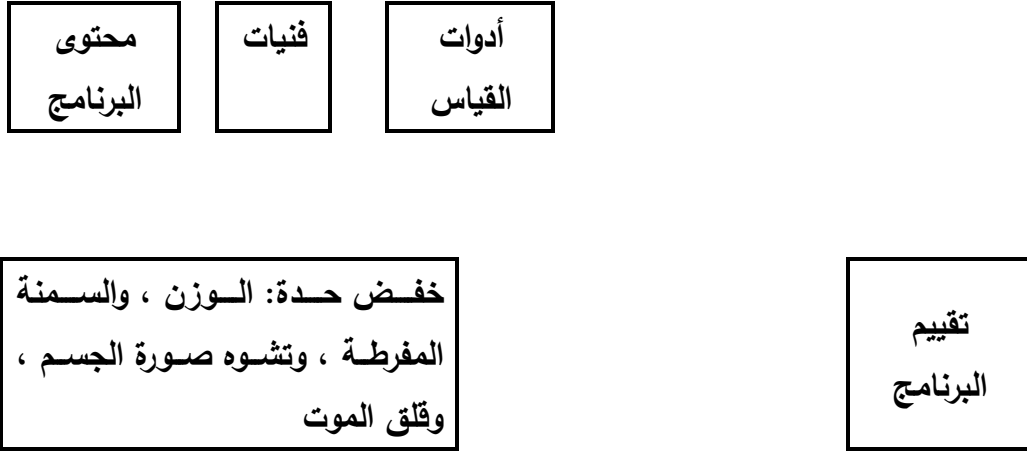 أدوات
القياس
فنيات
محتوى
البرنامج
تقييم
البرنامج
خفض حدة: الوزن ، والسمنة
المفرطة ، وتشوه صورة الجسم ،
وقلق الموت